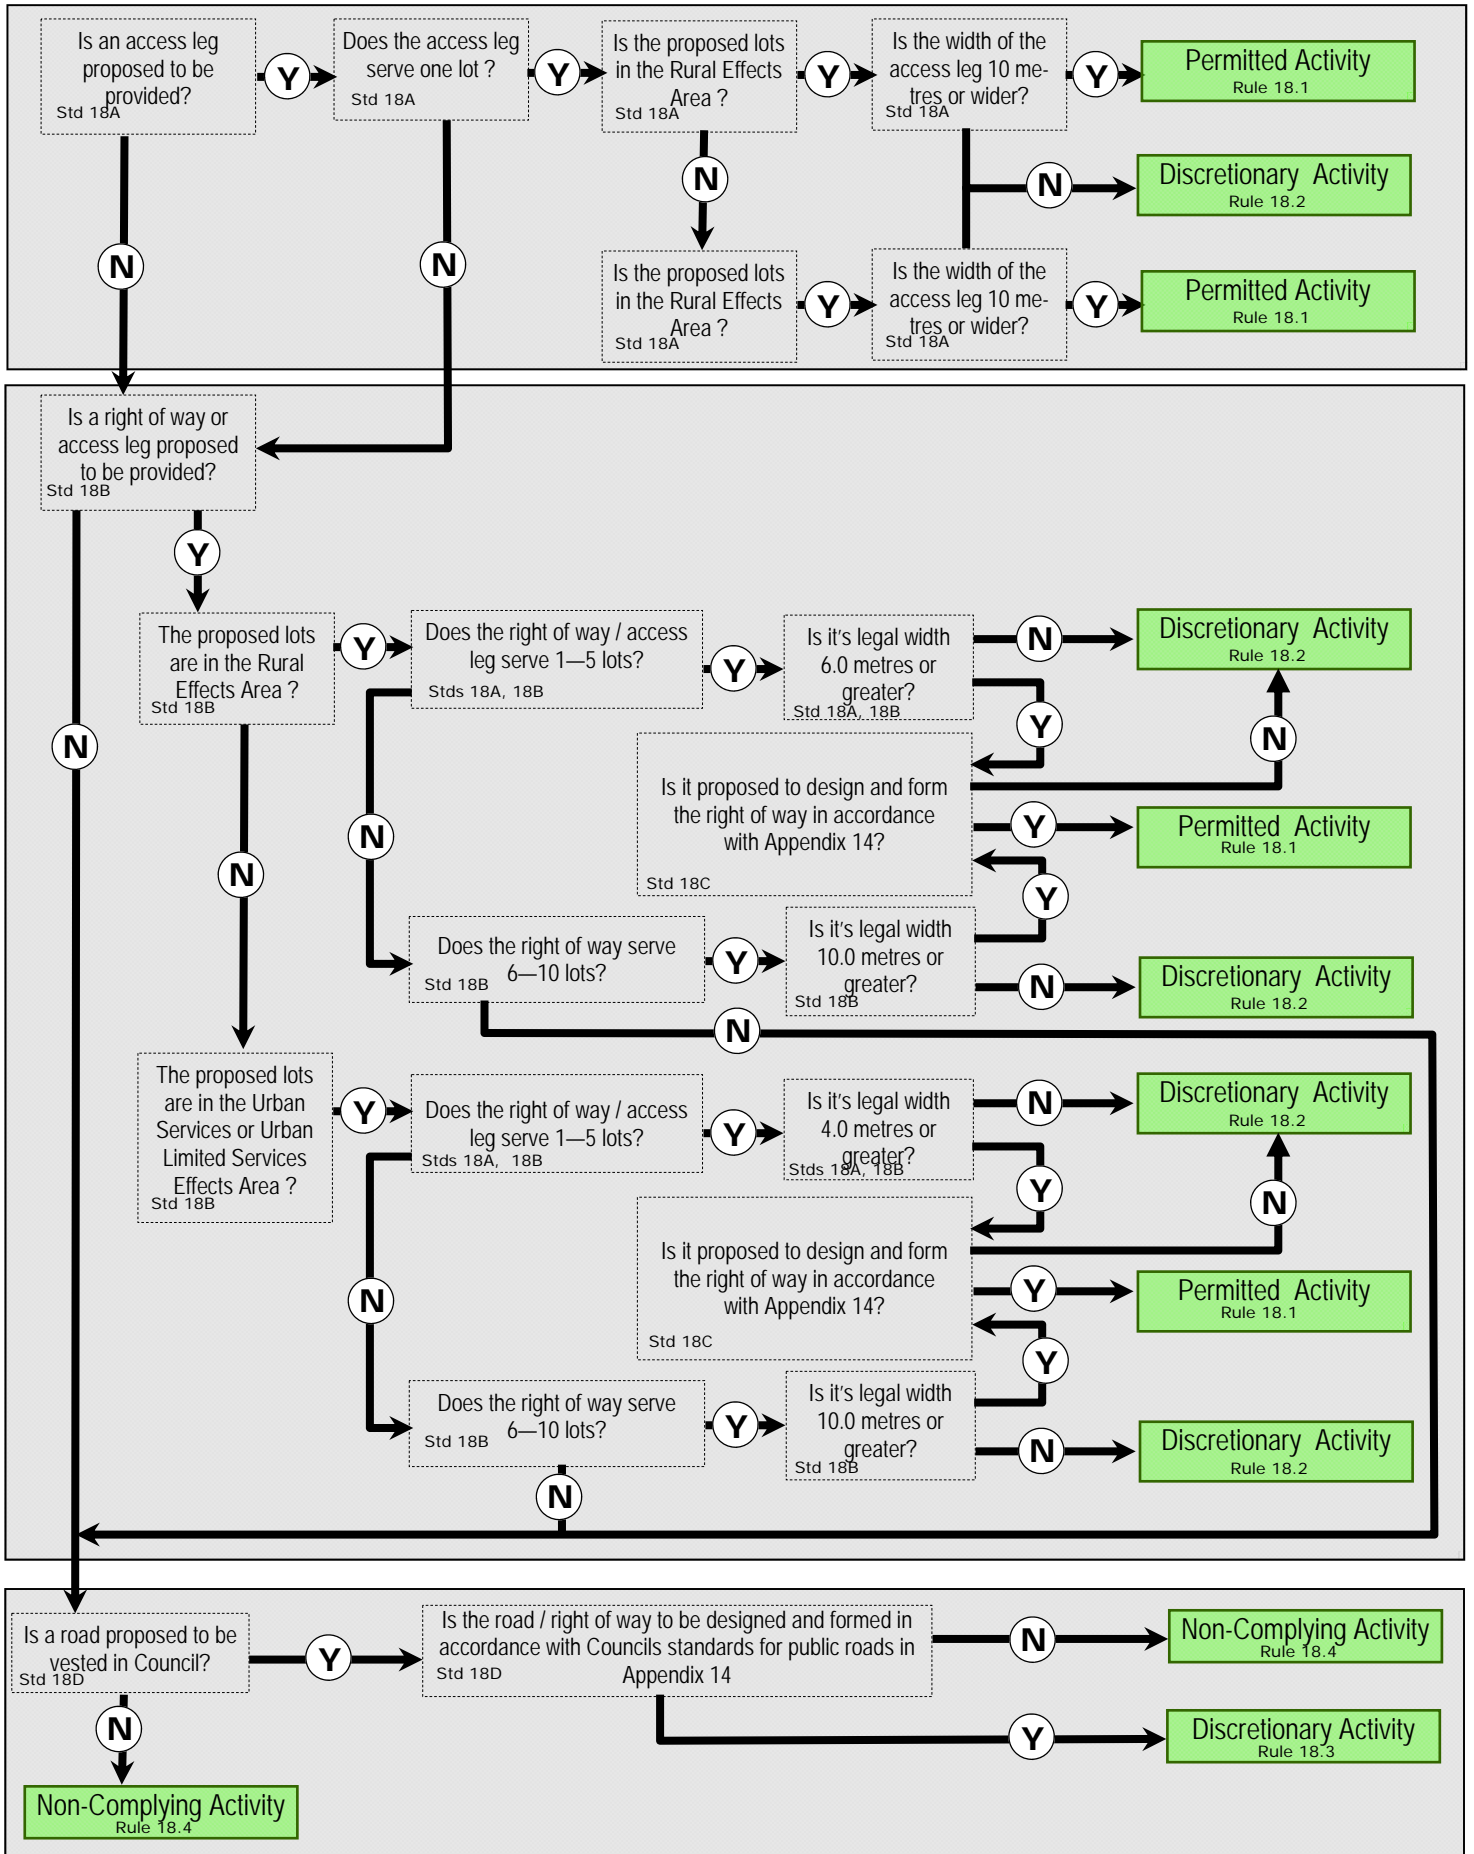 Is an access leg
proposed to be
provided?
Std 18A
Y
Does the access leg
serve one lot ?
Std 18A
Y
Is the proposed lots
in the Rural Effects
Area ?
Std 18A
Y
Is the width of the
access leg 10 me-
tres or wider?
Std 18A
Y
Permitted Activity
Rule 18.1
N
N
Discretionary Activity
Rule 18.2
N
N
Is the proposed lots
in the Rural Effects
Area ?
Std 18A
Y
Is the width of the
access leg 10 me-
tres or wider?
Std 18A
Y
Permitted Activity
Rule 18.1
Is a right of way or
access leg proposed
to be provided?
Std 18B
Y
N
The proposed lots
are in the Rural
Effects Area ?
Std 18B
Y
Does the right of way / access
leg serve 1—5 lots?
Stds 18A, 18B
Y
Is it's legal width
6.0 metres or
greater?
Std 18A, 18B
N
Discretionary Activity
Rule 18.2
Y
N
Is it proposed to design and form
the right of way in accordance
with Appendix 14?
Std 18C
Y
Permitted Activity
Rule 18.1
N
N
Y
Does the right of way serve
6—10 lots?
Std 18B
Y
Is it's legal width
10.0 metres or
greater?
Std 18B
N
Discretionary Activity
Rule 18.2
N
The proposed lots
are in the Urban
Services or Urban
Limited Services
Effects Area ?
Std 18B
Y
Does the right of way / access
leg serve 1—5 lots?
Stds 18A, 18B
Y
Is it's legal width
4.0 metres or
greater?
Stds 18A, 18B
N
Discretionary Activity
Rule 18.2
Y
N
Is it proposed to design and form
the right of way in accordance
with Appendix 14?
Std 18C
Y
Permitted Activity
Rule 18.1
N
Y
Does the right of way serve
6—10 lots?
Std 18B
Y
Is it's legal width
10.0 metres or
greater?
Std 18B
N
Discretionary Activity
Rule 18.2
N
Is a road proposed to be
vested in Council?
Std 18D
Y
Is the road / right of way to be designed and formed in
accordance with Councils standards for public roads in
Appendix 14
Std 18D
N
Non-Complying Activity
Rule 18.4
N
Y
Discretionary Activity
Rule 18.3
Non-Complying Activity
Rule 18.4